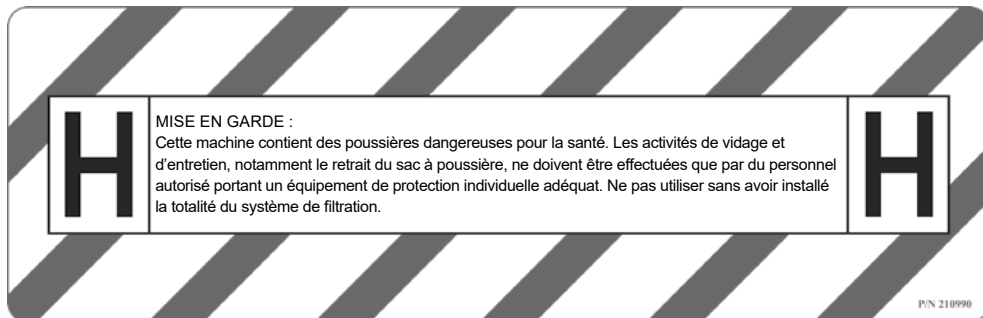 H
MISE EN GARDE :
Cette machine contient des poussières dangereuses pour la santé. Les activités de vidage et
d’entretien, notamment le retrait du sac à poussière, ne doivent être effectuées que par du personnel
autorisé portant un équipement de protection individuelle adéquat. Ne pas utiliser sans avoir installé
la totalité du système de filtration.
H
P/N 210990